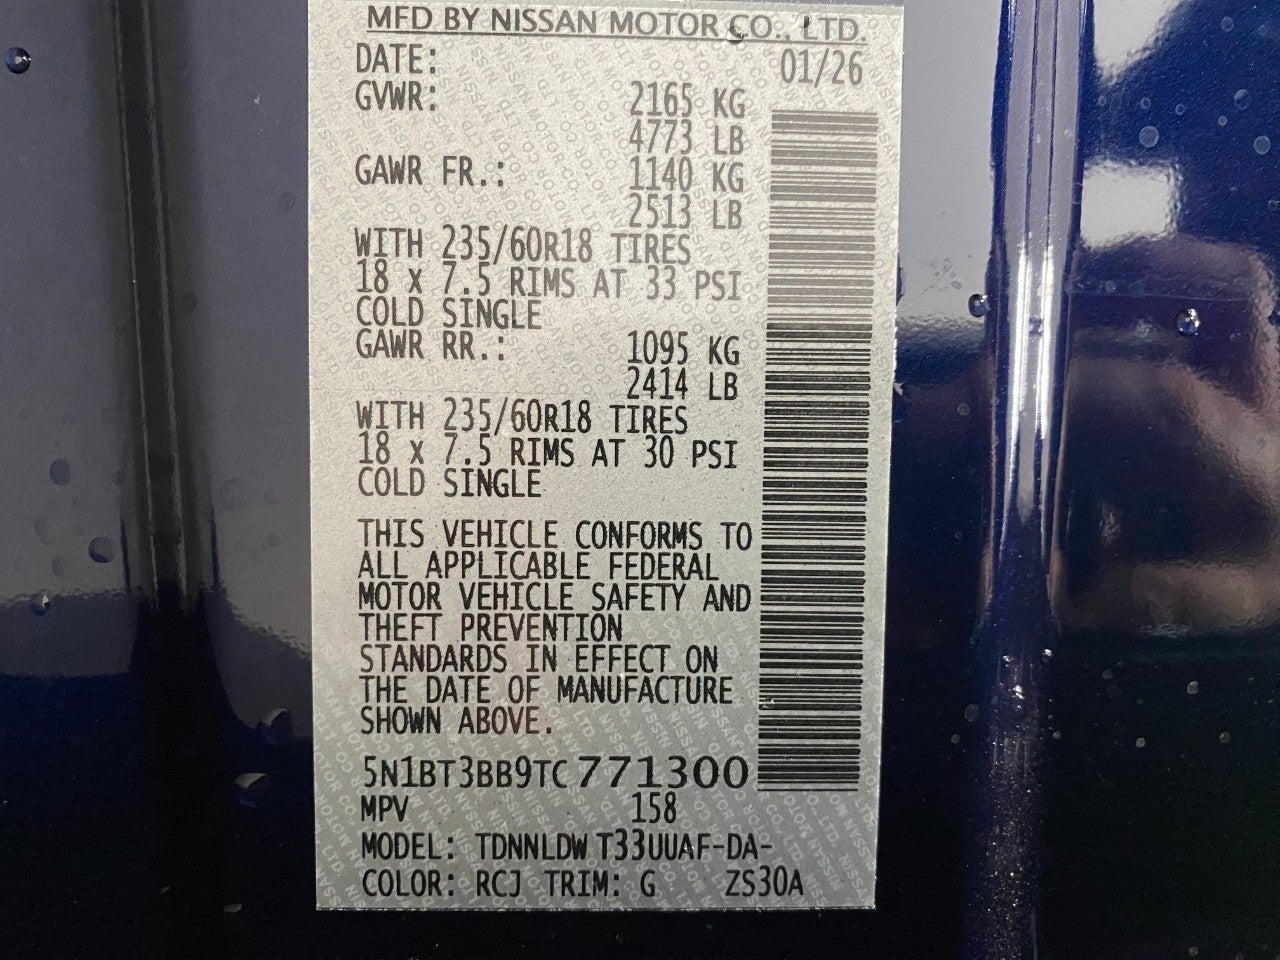 MFD BY NISSAN MOTOR CO., LTD.
DATE: 01/26
GVWR: 2165 KG
4773 LB
GAWR FR.: 1140 KG
2513 LB
WITH 235/60R18 TIRES
18 x 7.5 RIMS AT 33 PSI
COLD SINGLE
GAWR RR.: 1095 KG
2414 LB
WITH 235/60R18 TIRES
18 x 7.5 RIMS AT 30 PSI
COLD SINGLE
THIS VEHICLE CONFORMS TO
ALL APPLICABLE FEDERAL
MOTOR VEHICLE SAFETY AND
THEFT PREVENTION
STANDARDS IN EFFECT ON
THE DATE OF MANUFACTURE
SHOWN ABOVE.
5N1BT3BB9TC771300
MPV 158
MODEL: TDNNLDW T33UUAF-DA-
COLOR: RCJ TRIM: G ZS30A